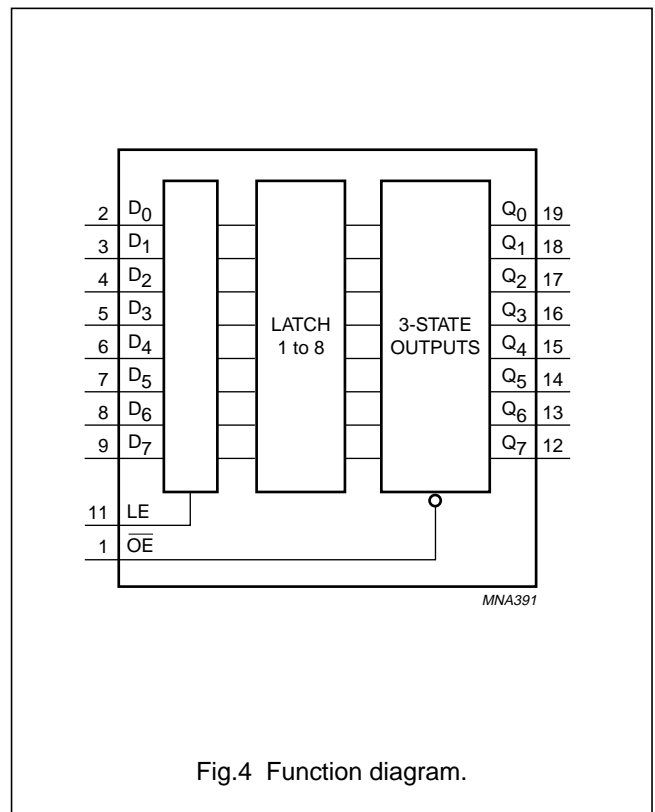 2 D0 Q0 19
3 D1 Q1 18
4 D2 Q2 17
5 D3 Q3 16
6 D4 LATCH 1 to 8 3-STATE OUTPUTS Q4 15
7 D5 Q5 14
8 D6 Q6 13
9 D7 Q7 12
11 LE
1 O̅E̅
MNA391
Fig.4 Function diagram.